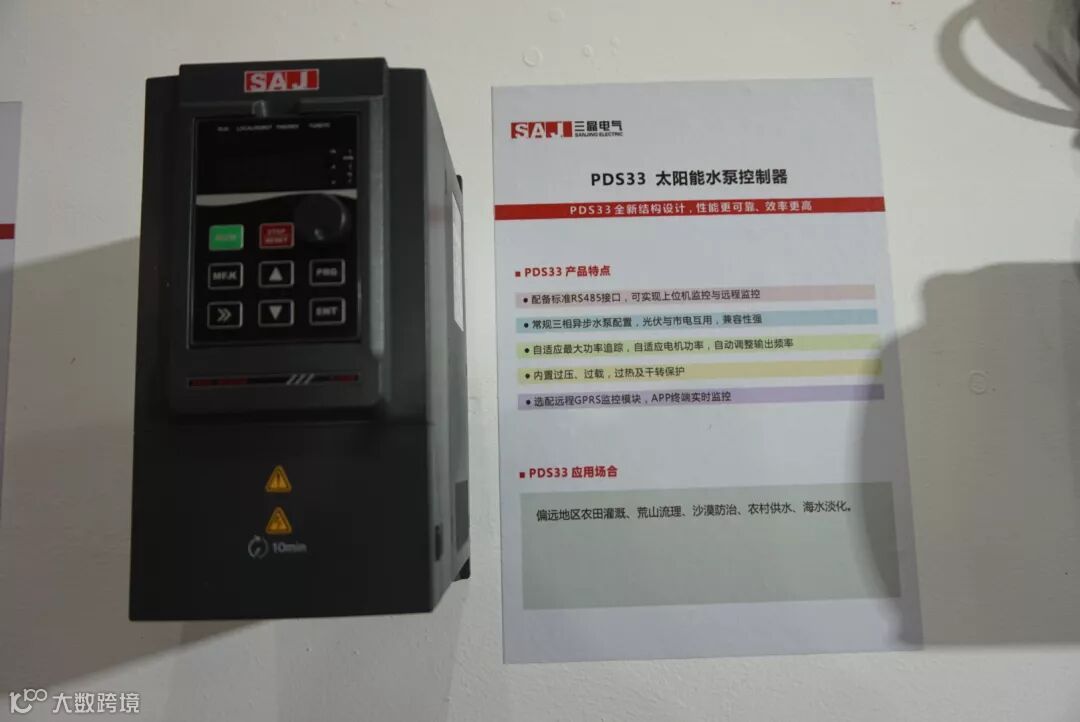 SAJ
RUN LOCAL/REMOT FWD/REV TUNE/TC
RUN
STOP
RESET
MF.K
PRG
ENT
10min
SAJ 三晶电气
SANJING ELECTRIC
PDS33 太阳能水泵控制器
PDS33 全新结构设计，性能更可靠、效率更高
■ PDS33 产品特点
● 配备标准RS485接口，可实现上位机监控与远程监控
● 常规三相异步水泵配置，光伏与市电互用，兼容性强
● 自适应最大功率追踪，自适应电机功率，自动调整输出频率
● 内置过压、过载，过热及干转保护
● 选配远程GPRS监控模块，APP终端实时监控
■ PDS33 应用场合
偏远地区农田灌溉、荒山流理、沙漠防治、农村供水、海水淡化。
大数跨境